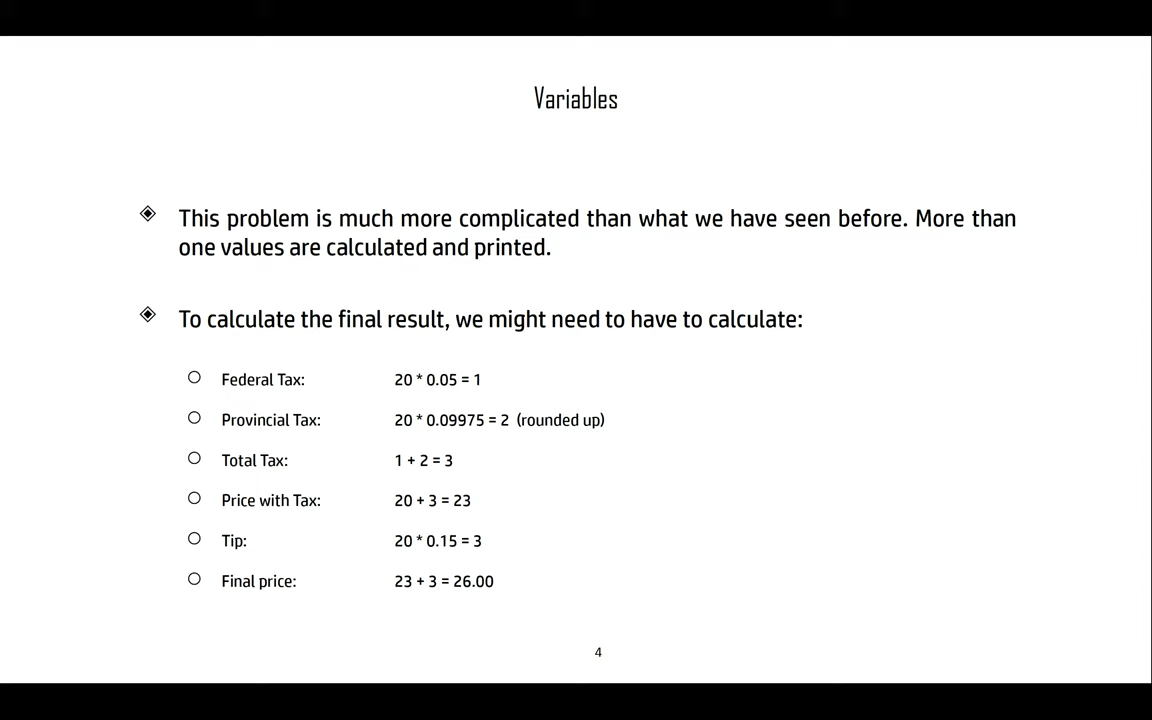 Variables
This problem is much more complicated than what we have seen before. More than
one values are calculated and printed.
To calculate the final result, we might need to have to calculate:
Federal Tax: 20 * 0.05 = 1
Provincial Tax: 20 * 0.09975 = 2 (rounded up)
Total Tax: 1 + 2 = 3
Price with Tax: 20 + 3 = 23
Tip: 20 * 0.15 = 3
Final price: 23 + 3 = 26.00
4